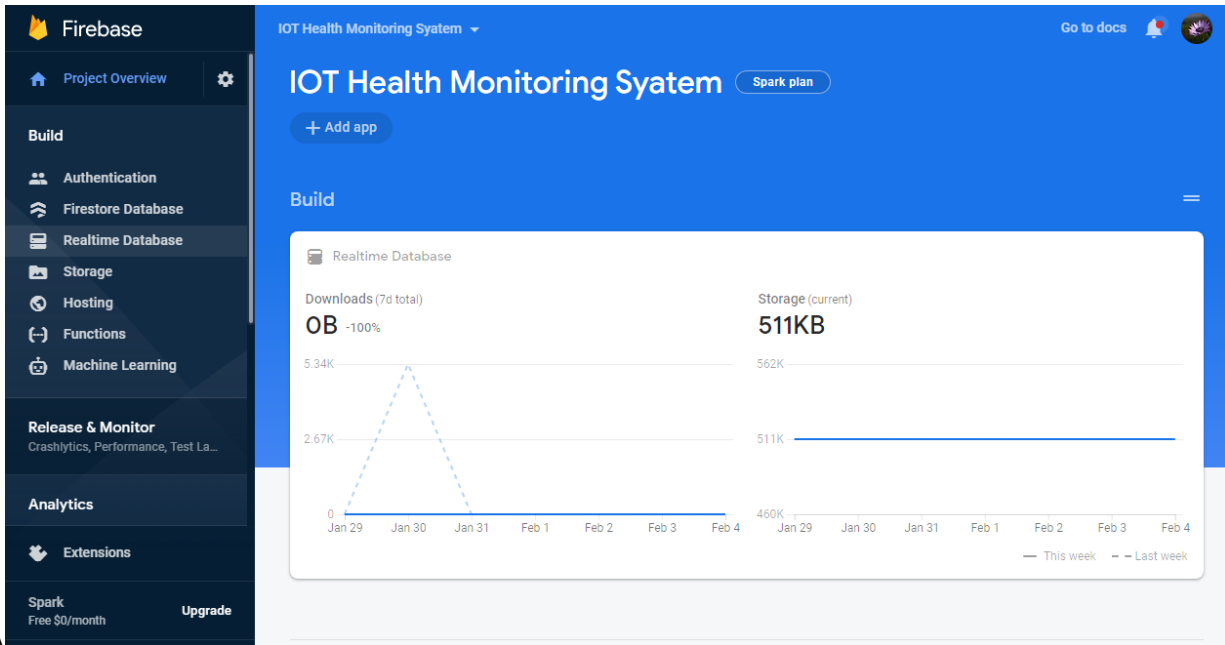 Firebase
IOT Health Monitoring Syatem
Go to docs
Project Overview
IOT Health Monitoring Syatem
Spark plan
+ Add app
Build
Authentication
Firestore Database
Realtime Database
Storage
Hosting
Functions
Machine Learning
Release & Monitor
Crashlytics, Performance, Test La...
Analytics
Extensions
Spark
Free $0/month
Upgrade
Build
Realtime Database
Downloads (7d total)
0B -100%
5.34K
2.67K
0
Jan 29 Jan 30 Jan 31 Feb 1 Feb 2 Feb 3 Feb 4
Storage (current)
511KB
562K
511K
460K
Jan 29 Jan 30 Jan 31 Feb 1 Feb 2 Feb 3 Feb 4
This week Last week